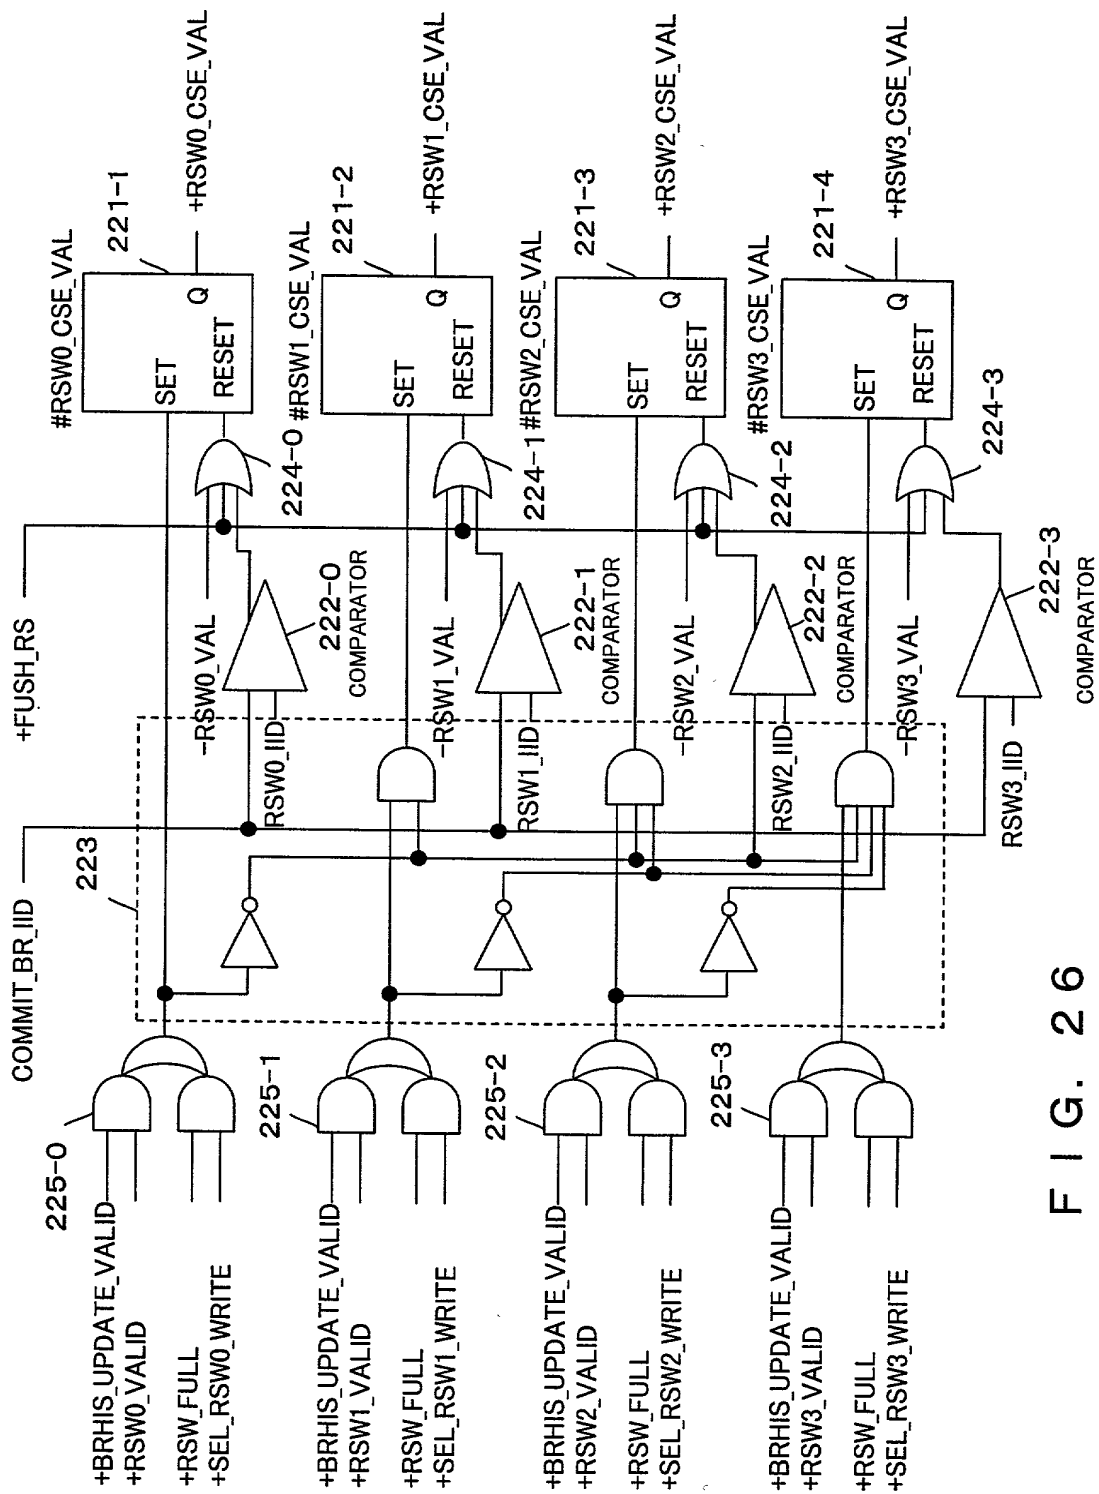 COMMIT_BR_IID
+FUSH_RS
223
225-0
+BRHIS_UPDATE_VALID
+RSW0_VALID
+RSW_FULL
+SEL_RSW0_WRITE
-RSW0_VAL
RSW0_IID
222-0
COMPARATOR
224-0
#RSW0_CSE_VAL
SET
RESET
Q
221-1
+RSW0_CSE_VAL
225-1
+BRHIS_UPDATE_VALID
+RSW1_VALID
+RSW_FULL
+SEL_RSW1_WRITE
-RSW1_VAL
RSW1_IID
222-1
COMPARATOR
224-1
#RSW1_CSE_VAL
SET
RESET
Q
221-2
+RSW1_CSE_VAL
225-2
+BRHIS_UPDATE_VALID
+RSW2_VALID
+RSW_FULL
+SEL_RSW2_WRITE
-RSW2_VAL
RSW2_IID
222-2
COMPARATOR
224-2
#RSW2_CSE_VAL
SET
RESET
Q
221-3
+RSW2_CSE_VAL
225-3
+BRHIS_UPDATE_VALID
+RSW3_VALID
+RSW_FULL
+SEL_RSW3_WRITE
-RSW3_VAL
RSW3_IID
222-3
COMPARATOR
224-3
#RSW3_CSE_VAL
SET
RESET
Q
221-4
+RSW3_CSE_VAL
FIG. 26